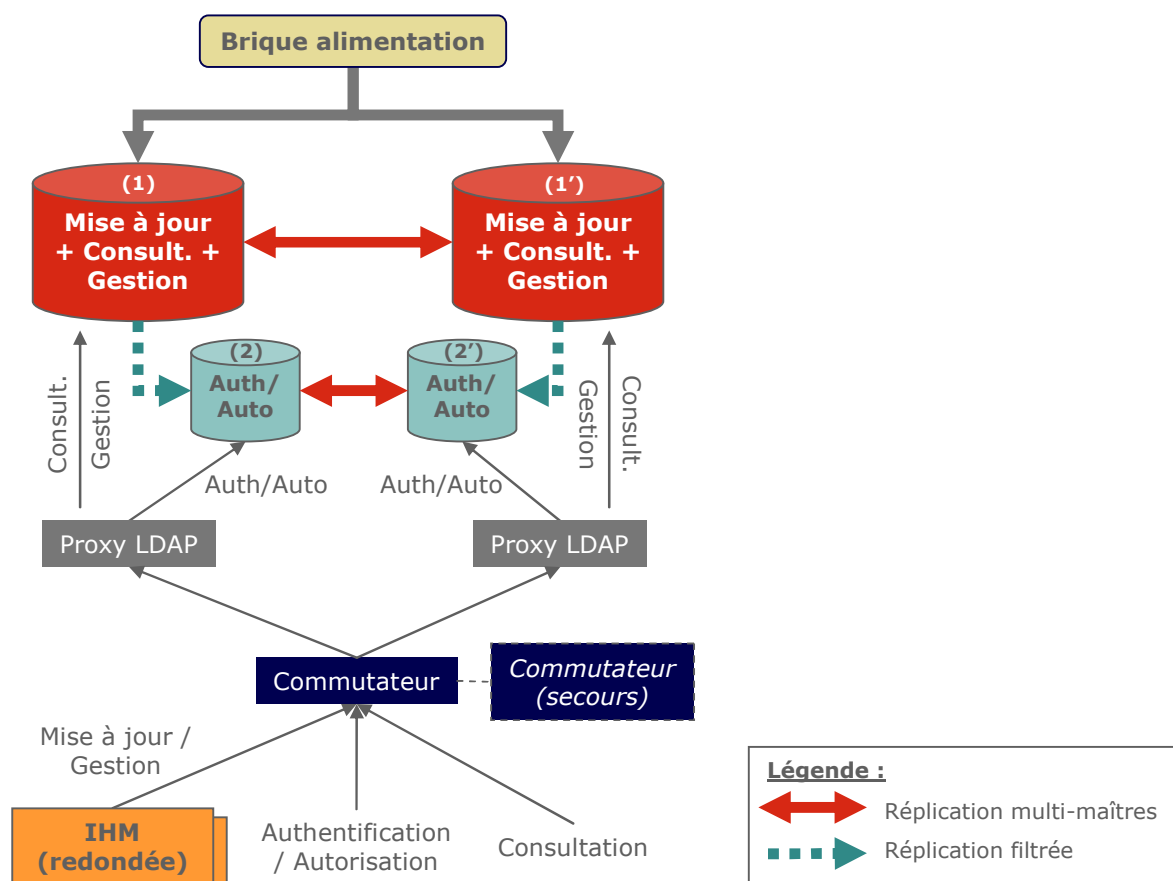 Brique alimentation
(1)
Mise à jour
+ Consult. +
Gestion
(1’)
Mise à jour
+ Consult. +
Gestion
(2)
Auth/
Auto
(2’)
Auth/
Auto
Consult.
Gestion
Gestion
Consult.
Auth/Auto
Auth/Auto
Proxy LDAP
Proxy LDAP
Commutateur
Commutateur
(secours)
Mise à jour /
Gestion
IHM
(redondée)
Authentification
/ Autorisation
Consultation
Légende :
Réplication multi-maîtres
Réplication filtrée